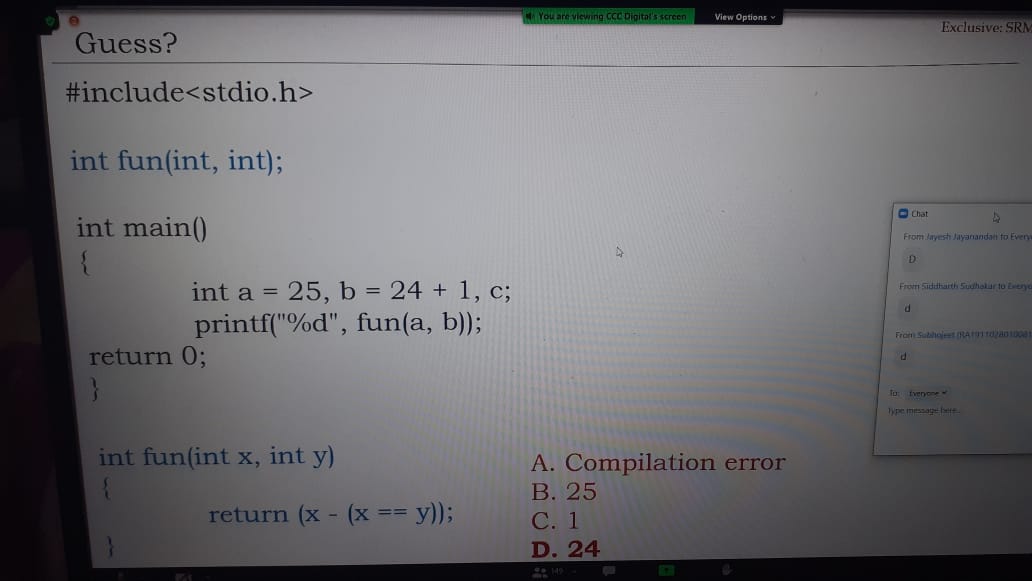 You are viewing CCC Digital's screen
View Options
Exclusive: SRM
Guess?
#include<stdio.h>
int fun(int, int);
int main()
{
int a = 25, b = 24 + 1, c;
printf("%d", fun(a, b));
return 0;
}
int fun(int x, int y)
{
return (x - (x == y));
}
A. Compilation error
B. 25
C. 1
D. 24
Chat
From Jayesh Jayanandan to Every
D
From Siddharth Sudhakar to Everyo
d
From Subhojeet
d
To: Everyone
Type message here...
149